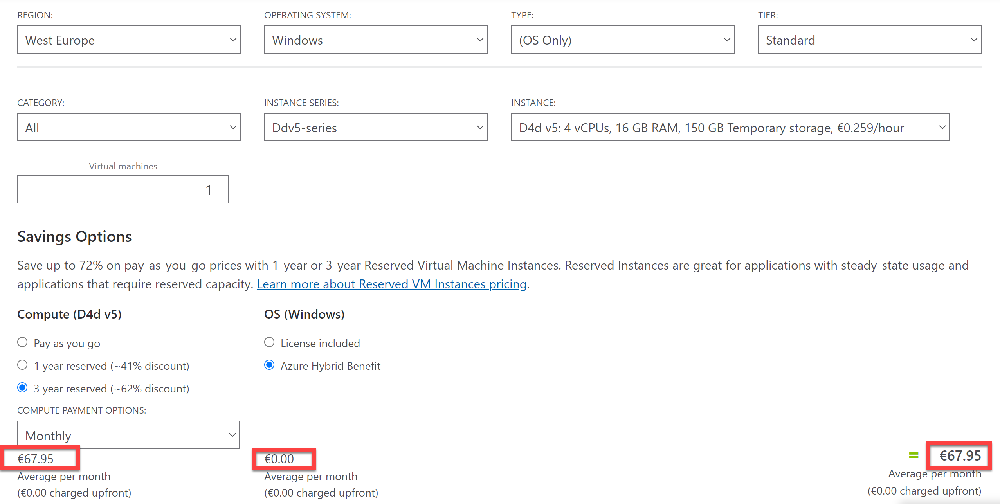 REGION:
OPERATING SYSTEM:
TYPE:
TIER:
West Europe
Windows
(OS Only)
Standard
CATEGORY:
INSTANCE SERIES:
INSTANCE:
All
Ddv5-series
D4d v5: 4 vCPUs, 16 GB RAM, 150 GB Temporary storage, €0.259/hour
Virtual machines
1
Savings Options
Save up to 72% on pay-as-you-go prices with 1-year or 3-year Reserved Virtual Machine Instances. Reserved Instances are great for applications with steady-state usage and
applications that require reserved capacity. Learn more about Reserved VM Instances pricing.
Compute (D4d v5)
Pay as you go
1 year reserved (~41% discount)
3 year reserved (~62% discount)
COMPUTE PAYMENT OPTIONS:
Monthly
€67.95
Average per month
(€0.00 charged upfront)
OS (Windows)
License included
Azure Hybrid Benefit
€0.00
Average per month
(€0.00 charged upfront)
= €67.95
Average per month
(€0.00 charged upfront)